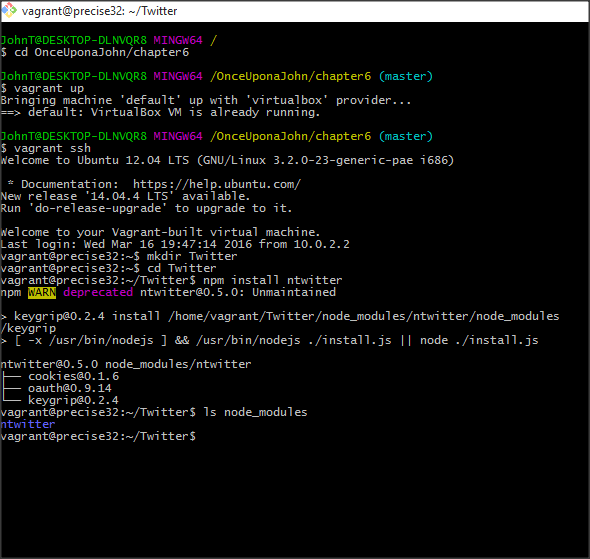 vagrant@precise32: ~/Twitter
JohnT@DESKTOP-DLNVQR8 MINGW64 /
$ cd OnceUponaJohn/chapter6
JohnT@DESKTOP-DLNVQR8 MINGW64 /OnceUponaJohn/chapter6 (master)
$ vagrant up
Bringing machine 'default' up with 'virtualbox' provider...
==> default: VirtualBox VM is already running.
JohnT@DESKTOP-DLNVQR8 MINGW64 /OnceUponaJohn/chapter6 (master)
$ vagrant ssh
Welcome to Ubuntu 12.04 LTS (GNU/Linux 3.2.0-23-generic-pae i686)
 * Documentation:  https://help.ubuntu.com/
New release '14.04.4 LTS' available.
Run 'do-release-upgrade' to upgrade to it.
Welcome to your Vagrant-built virtual machine.
Last login: Wed Mar 16 19:47:14 2016 from 10.0.2.2
vagrant@precise32:~$ mkdir Twitter
vagrant@precise32:~$ cd Twitter
vagrant@precise32:~/Twitter$ npm install ntwitter
npm WARN deprecated ntwitter@0.5.0: Unmaintained
> keygrip@0.2.4 install /home/vagrant/Twitter/node_modules/ntwitter/node_modules
/keygrip
> [ -x /usr/bin/nodejs ] && /usr/bin/nodejs ./install.js || node ./install.js
ntwitter@0.5.0 node_modules/ntwitter
├── cookies@0.1.6
├── oauth@0.9.14
└── keygrip@0.2.4
vagrant@precise32:~/Twitter$ ls node_modules
ntwitter
vagrant@precise32:~/Twitter$